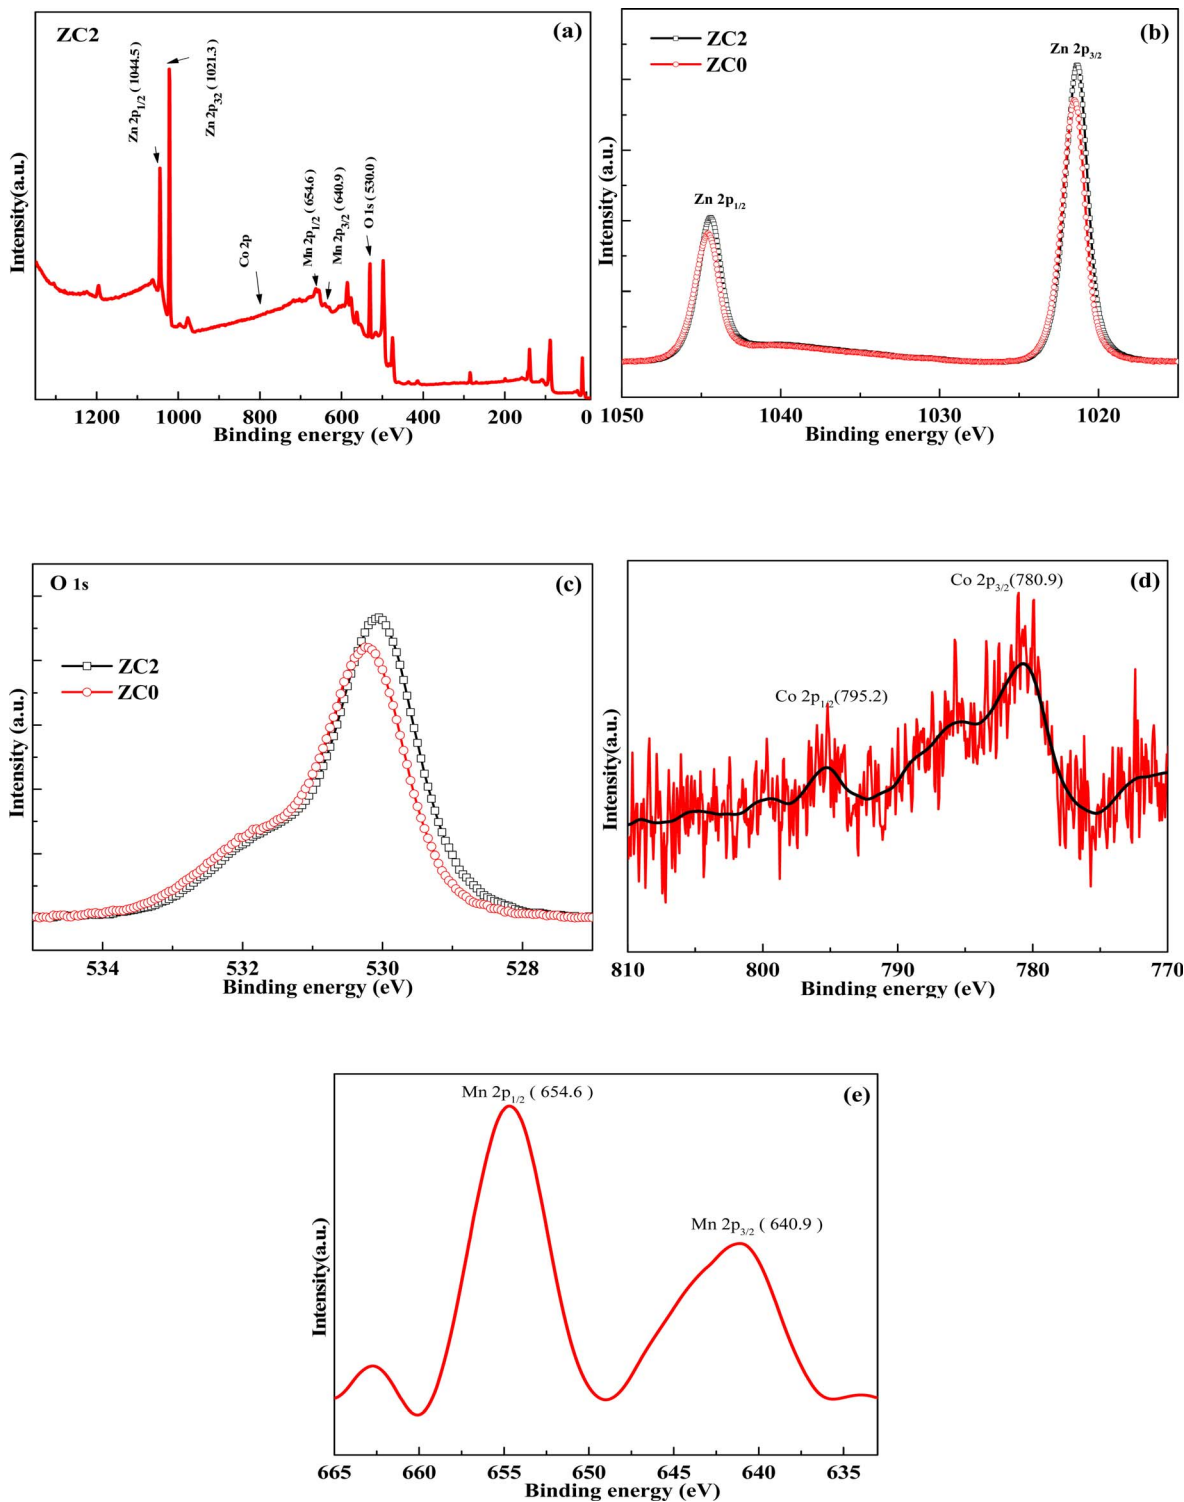 ZC2
(a)
Zn 2p1/2 ( 1044.5)
Zn 2p32 (1021.3 )
Co 2p
Mn 2p1/2 ( 654.6 )
Mn 2p3/2 ( 640.9 )
O 1s ( 530.0)
Intensity(a.u.)
1200 1000 800 600 400 200 0
Binding energy (eV)
(b)
ZC2
ZC0
Zn 2p3/2
Zn 2p1/2
Intensity (a.u.)
1050 1040 1030 1020
Binding energy (eV)
O 1s
(c)
ZC2
ZC0
Intensity (a.u.)
534 532 530 528
Binding energy (eV)
(d)
Co 2p3/2(780.9)
Co 2p1/2(795.2)
Intensity(a.u.)
810 800 790 780 770
Binding energy (eV)
Mn 2p1/2 ( 654.6 )
(e)
Mn 2p3/2 ( 640.9 )
Intensity(a.u.)
665 660 655 650 645 640 635
Binding energy (eV)